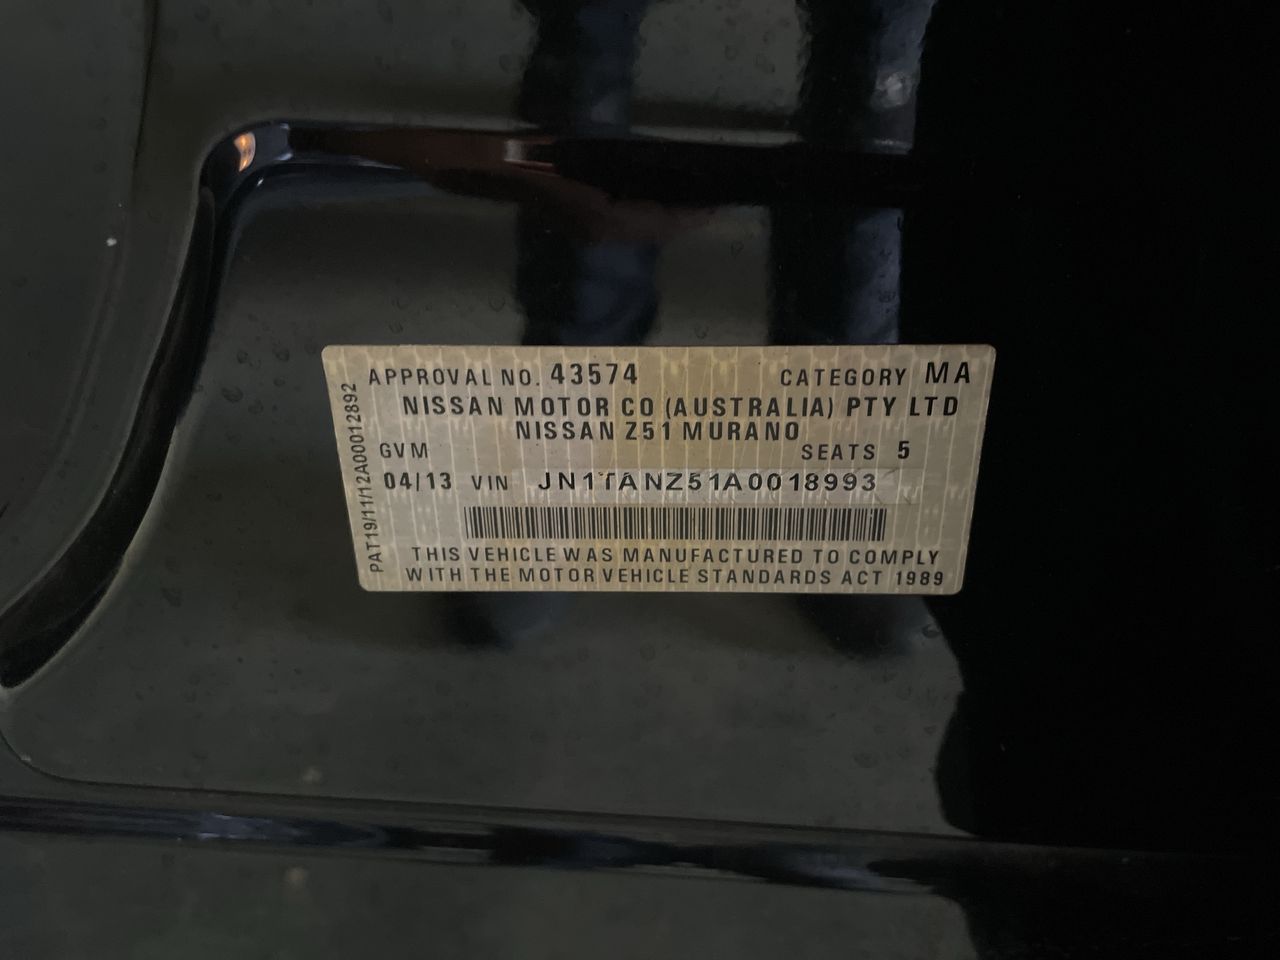 APPROVAL NO. 43574 CATEGORY MA
NISSAN MOTOR CO (AUSTRALIA) PTY LTD
NISSAN Z51 MURANO
GVM SEATS 5
04/13 VIN JN1TANZ51A0018993
THIS VEHICLE WAS MANUFACTURED TO COMPLY
WITH THE MOTOR VEHICLE STANDARDS ACT 1989
PAT19/11/12A00012892